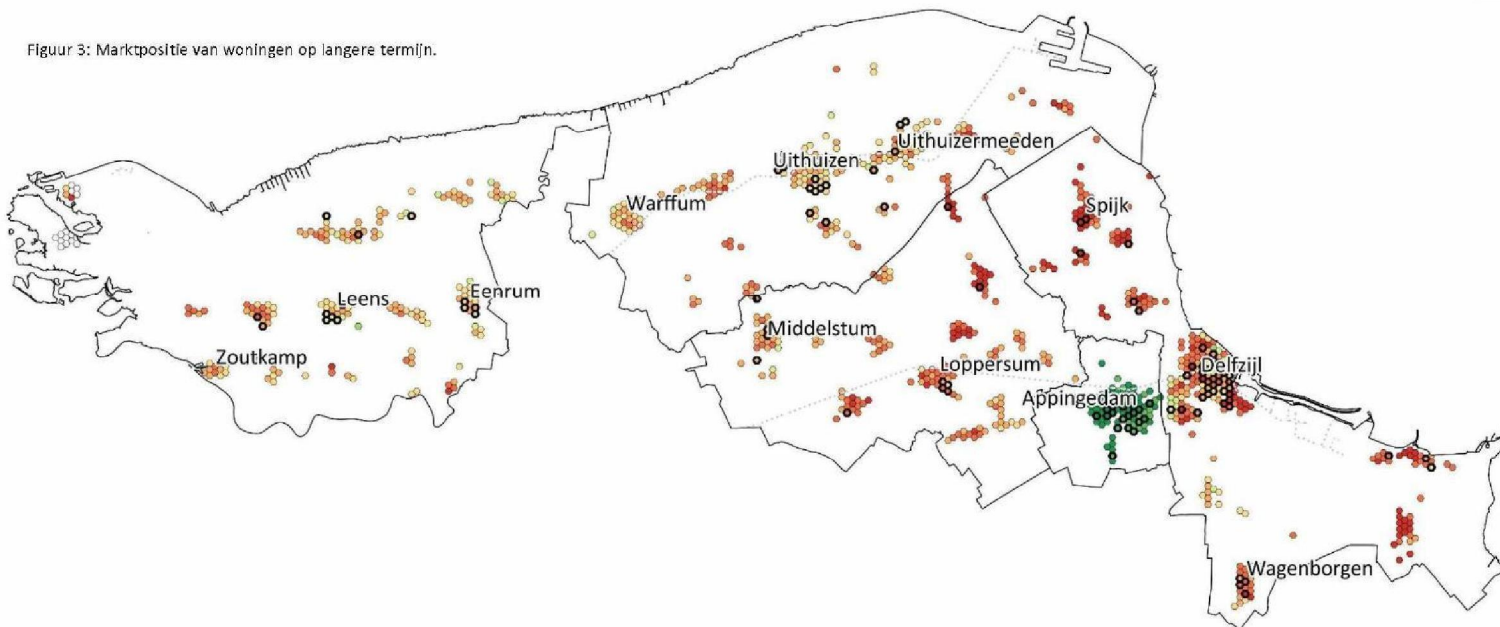 Figuur 3: Marktpositie van woningen op langere termijn.
Uithuizermeeden
Uithuizen
Warffum
Spijk
Leens
Eenrum
Middelstum
Zoutkamp
Loppersum
Delfzijl
Appingedam
Wagenborgen